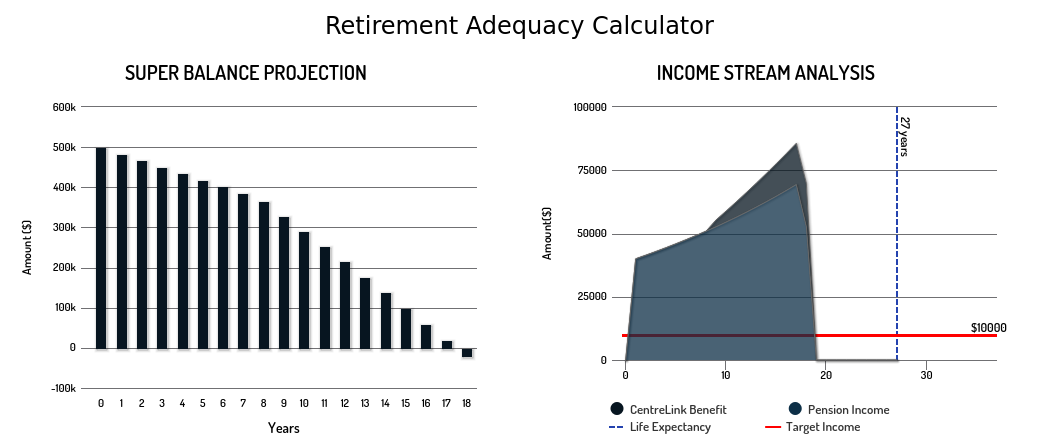 Retirement Adequacy Calculator
SUPER BALANCE PROJECTION
600k
500k
400k
300k
200k
100k
0
-100k
Amount ($)
0 1 2 3 4 5 6 7 8 9 10 11 12 13 14 15 16 17 18
Years
INCOME STREAM ANALYSIS
100000
75000
50000
25000
0
Amount($)
27 years
$10000
0 10 20 30
CentreLink Benefit Pension Income
Life Expectancy Target Income